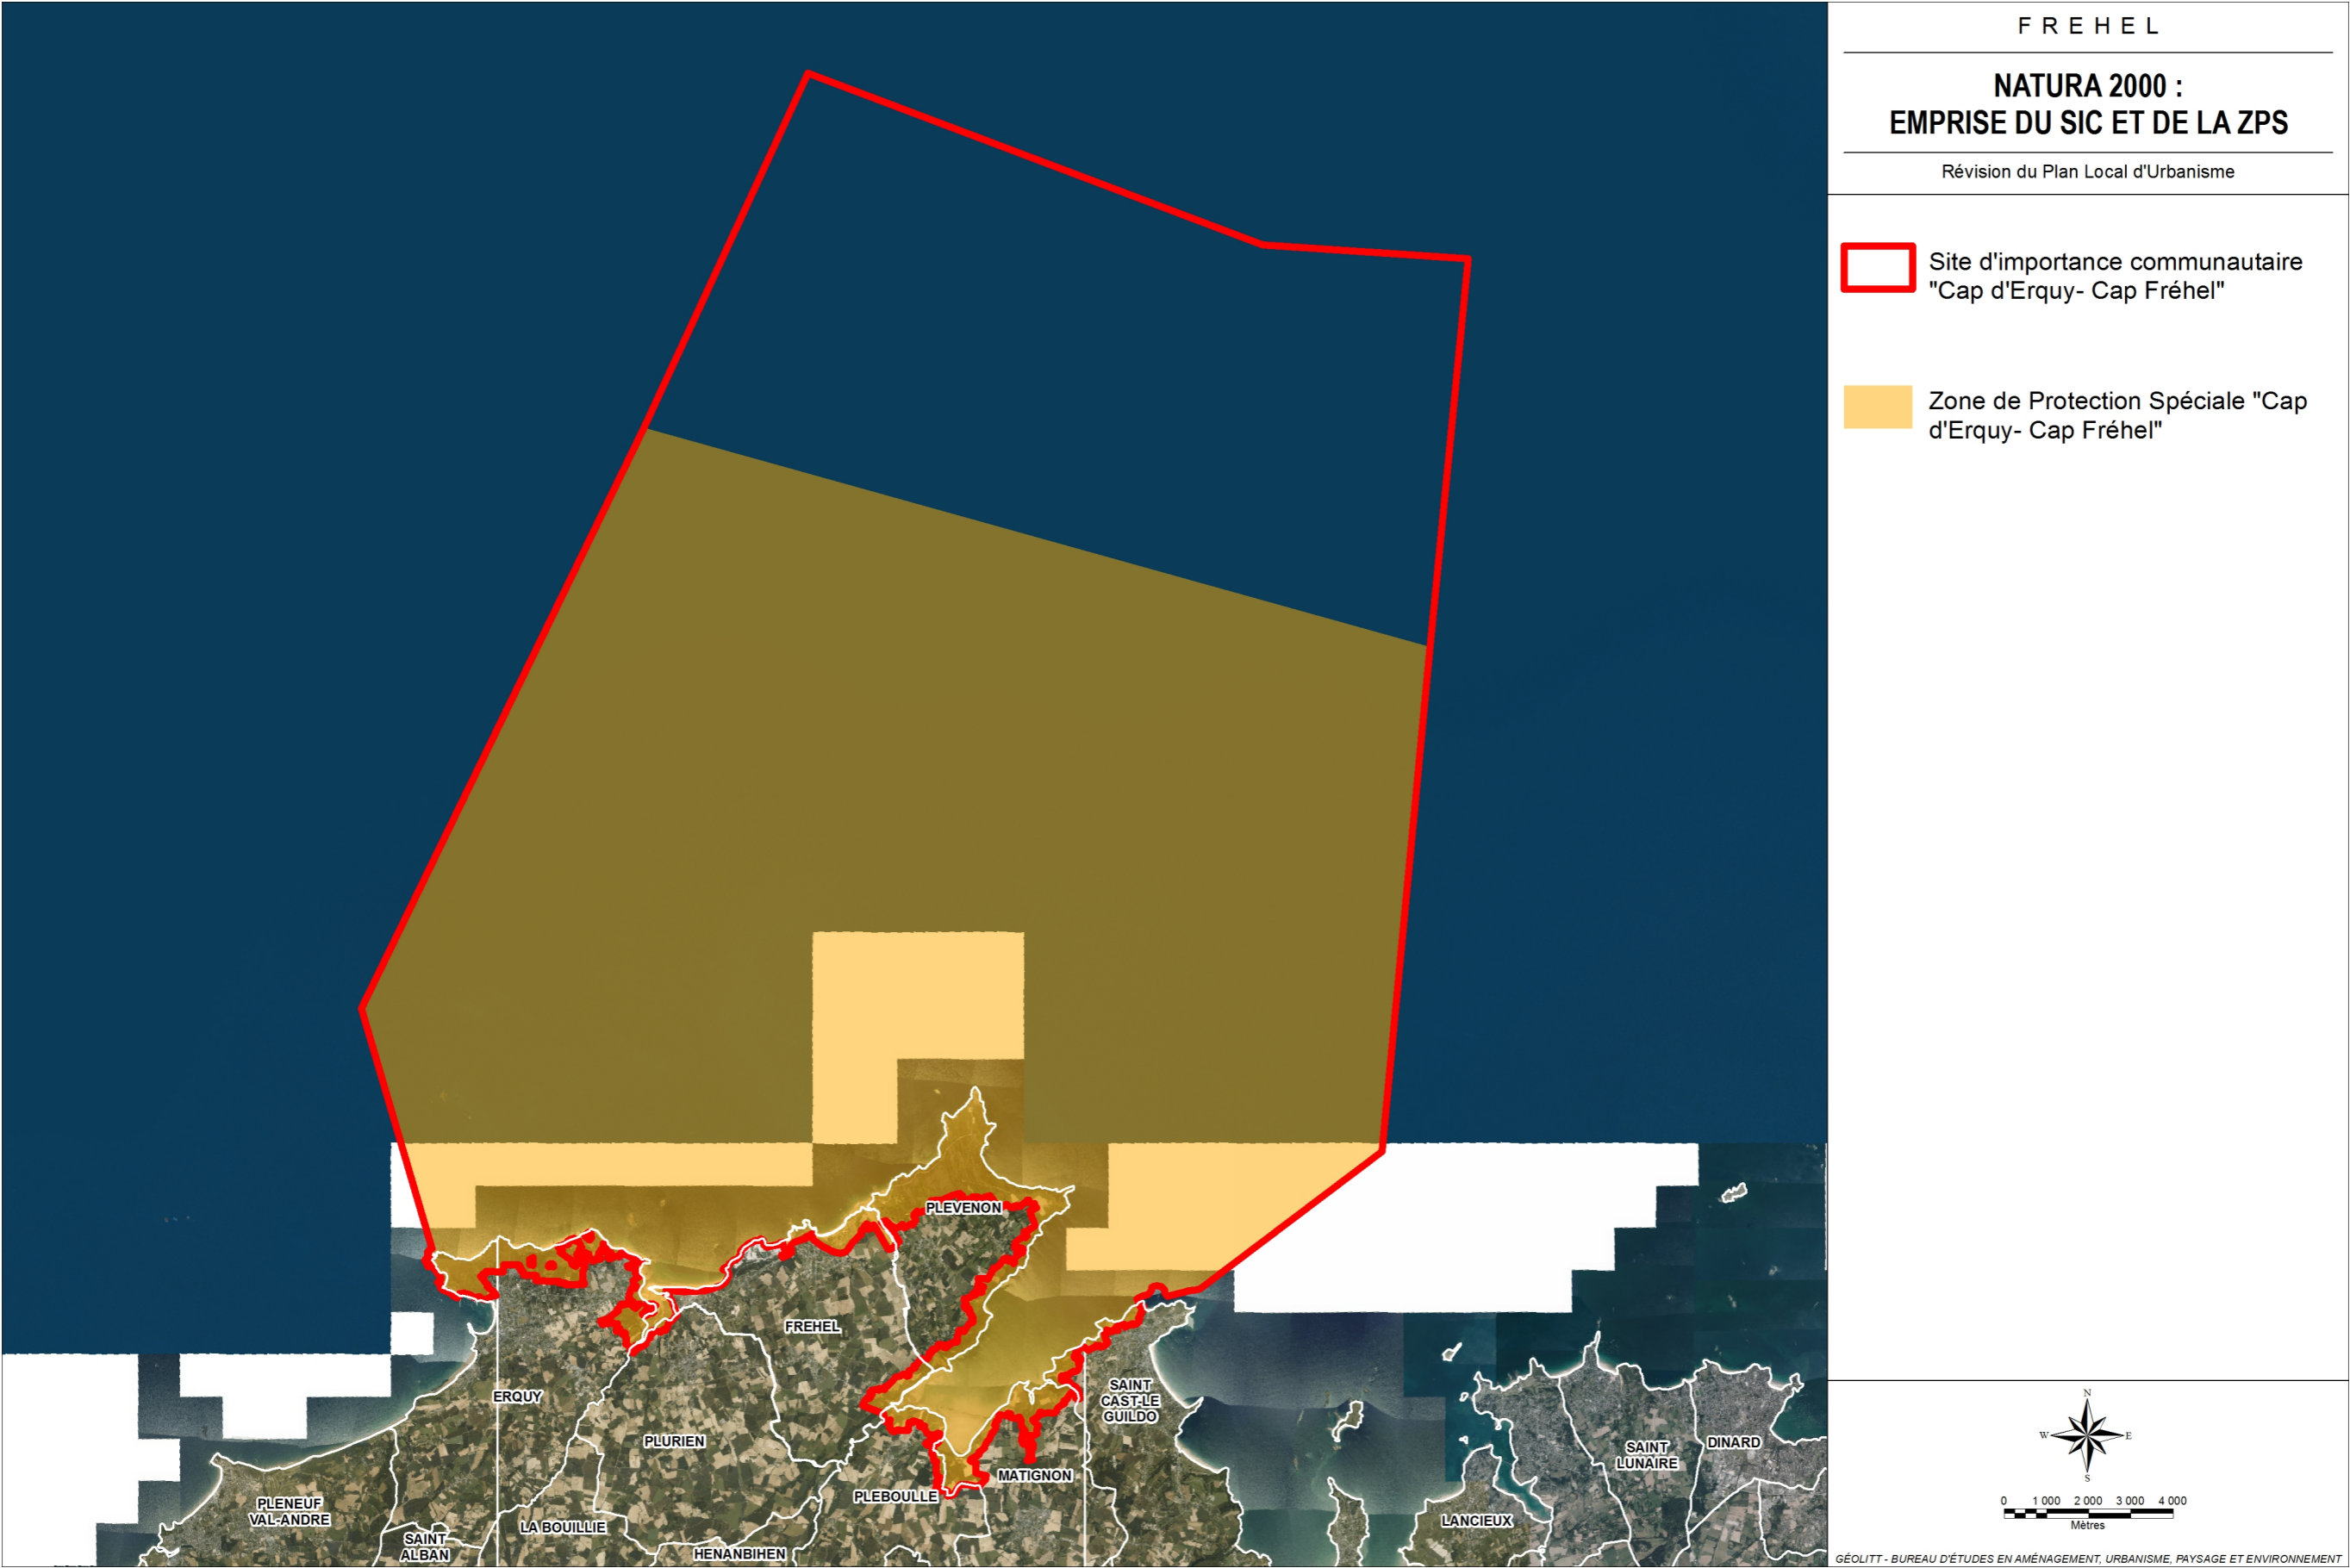 FREHEL
NATURA 2000 :
EMPRISE DU SIC ET DE LA ZPS
Révision du Plan Local d'Urbanisme
Site d'importance communautaire
"Cap d'Erquy- Cap Fréhel"
Zone de Protection Spéciale "Cap
d'Erquy- Cap Fréhel"
PLEVENON
FREHEL
ERQUY
SAINT
CAST-LE
GUILDO
PLURIEN
SAINT
LUNAIRE
DINARD
MATIGNON
PLEBOULLE
PLENEUF
VAL-ANDRE
LA BOUILLIE
LANCIEUX
SAINT
ALBAN
HENANBIHEN
N
W
E
S
0 1 000 2 000 3 000 4 000
Mètres
GÉOLITT - BUREAU D'ÉTUDES EN AMÉNAGEMENT, URBANISME, PAYSAGE ET ENVIRONNEMENT